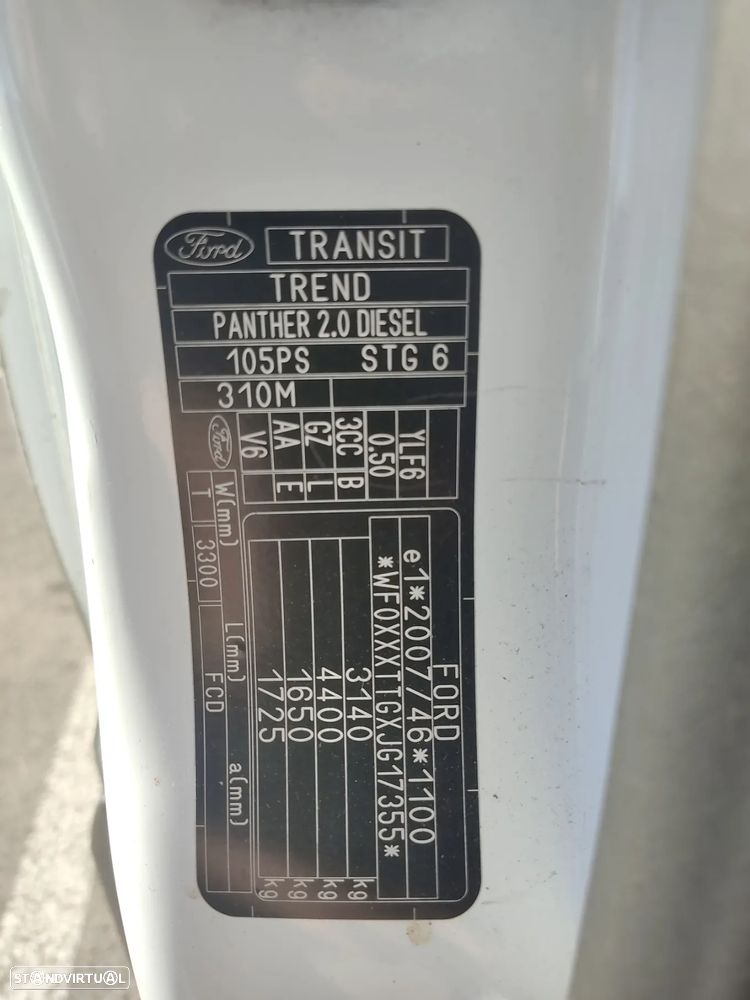 Ford TRANSIT
TREND
PANTHER 2.0 DIESEL
105PS STG 6
310M
YLF6
0.50
3CC B
GZ L
AA E
V6
Ford
FORD
e1*2007/46*1100
*WF0XXXTTGXJG17355*
3140 kg
4400 kg
1650 kg
1725 kg
W(mm) L(mm) a(mm)
T 3300 FCD
STANDVIRTUAL